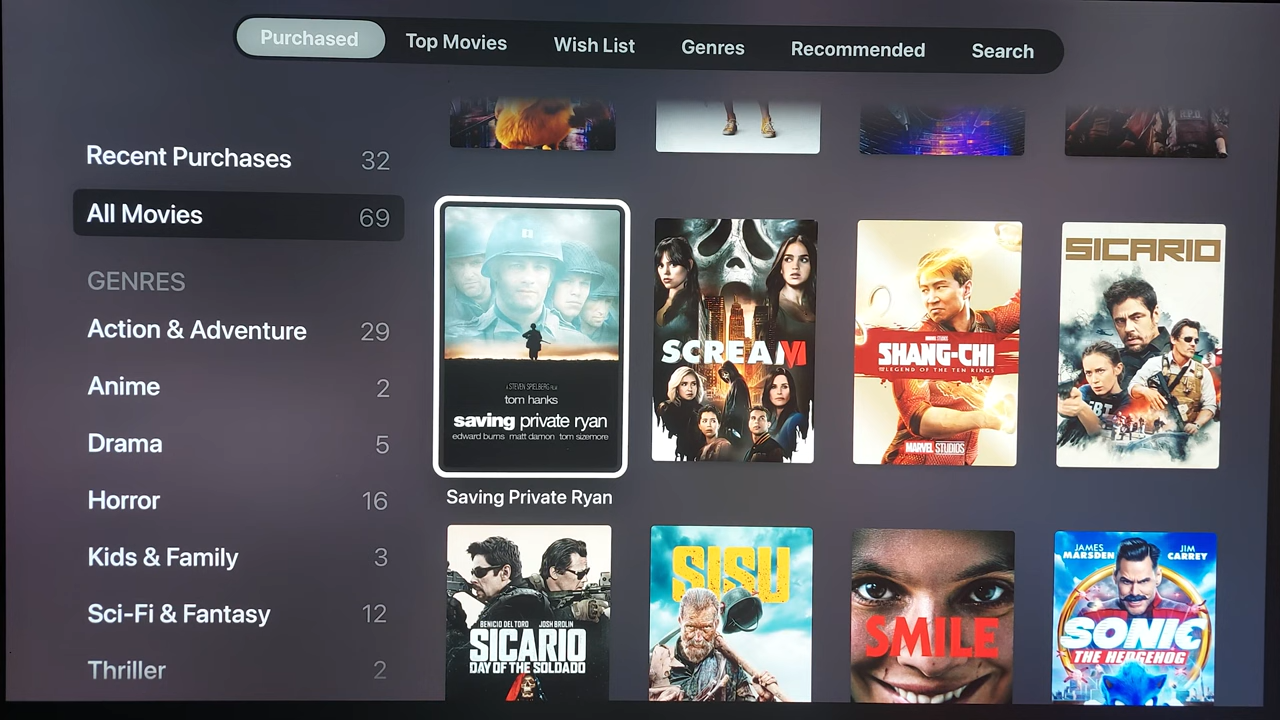 Purchased
Top Movies
Wish List
Genres
Recommended
Search
Recent Purchases 32
All Movies 69
GENRES
Action & Adventure 29
Anime 2
Drama 5
Horror 16
Kids & Family 3
Sci-Fi & Fantasy 12
Thriller 2
tom hanks
saving private ryan
edward burns matt damon tom sizemore
Saving Private Ryan
SCREAM VI
MARVEL STUDIOS
SHANG-CHI
LEGEND OF THE TEN RINGS
MARVEL STUDIOS
SICARIO
FBI
BENICIO DEL TORO JOSH BROLIN
SICARIO
DAY OF THE SOLDADO
SISU
SMILE
JAMES MARSDEN
JIM CARREY
SONIC
THE HEDGEHOG